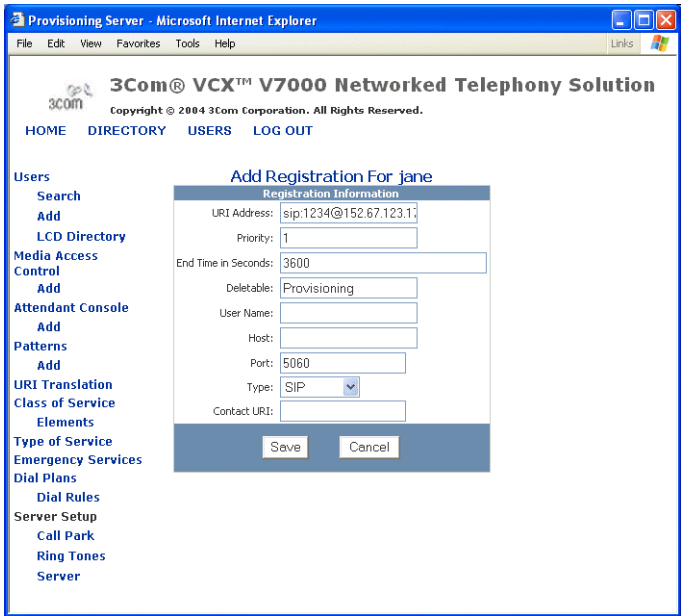 Provisioning Server - Microsoft Internet Explorer
File Edit View Favorites Tools Help Links
3com
3Com® VCX™ V7000 Networked Telephony Solution
Copyright © 2004 3Com Corporation. All Rights Reserved.
HOME DIRECTORY USERS LOG OUT
Users
Search
Add
LCD Directory
Media Access
Control
Add
Attendant Console
Add
Patterns
Add
URI Translation
Class of Service
Elements
Type of Service
Emergency Services
Dial Plans
Dial Rules
Server Setup
Call Park
Ring Tones
Server
Add Registration For jane
Registration Information
URI Address: sip:1234@152.67.123.17
Priority: 1
End Time in Seconds: 3600
Deletable: Provisioning
User Name:
Host:
Port: 5060
Type: SIP
Contact URI:
Save Cancel